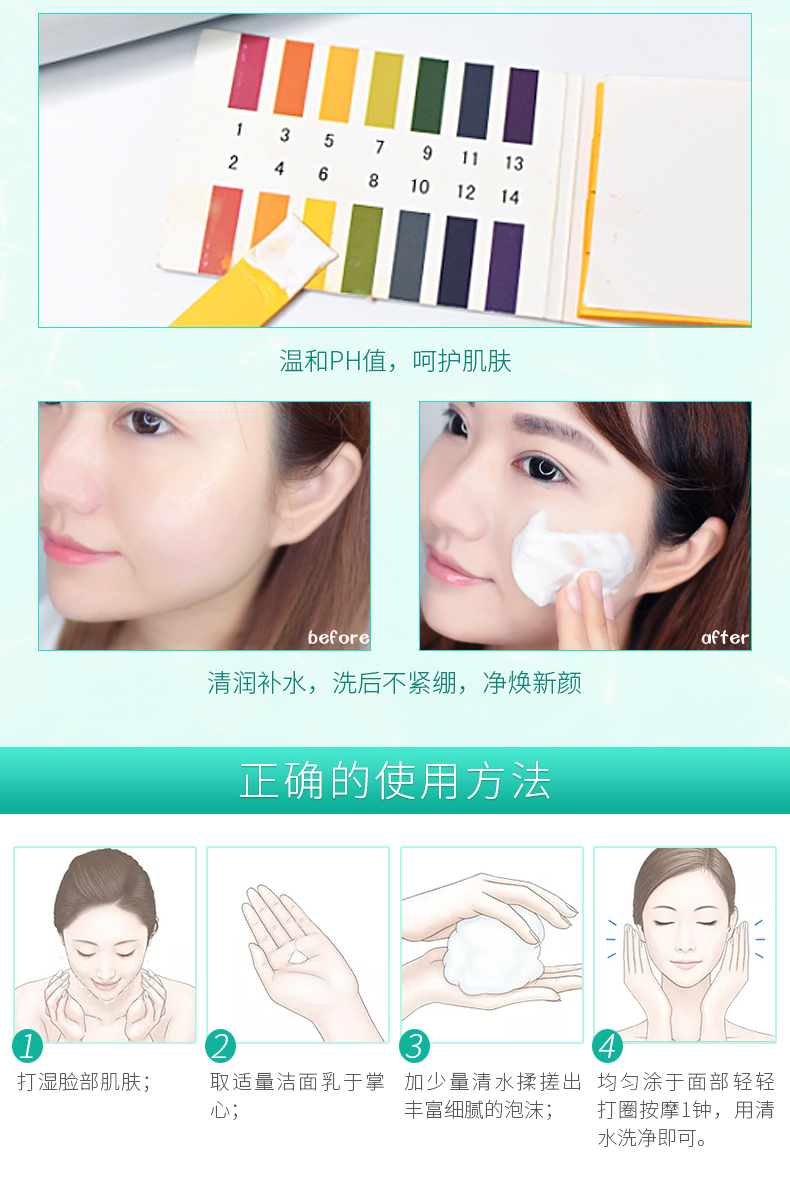 1 3 5 7 9 11 13
2 4 6 8 10 12 14
温和PH值，呵护肌肤
before
after
清润补水，洗后不紧绷，净焕新颜
正确的使用方法
1
打湿脸部肌肤；
2
取适量洁面乳于掌
心；
3
加少量清水揉搓出
丰富细腻的泡沫；
4
均匀涂于面部轻轻
打圈按摩1钟，用清
水洗净即可。